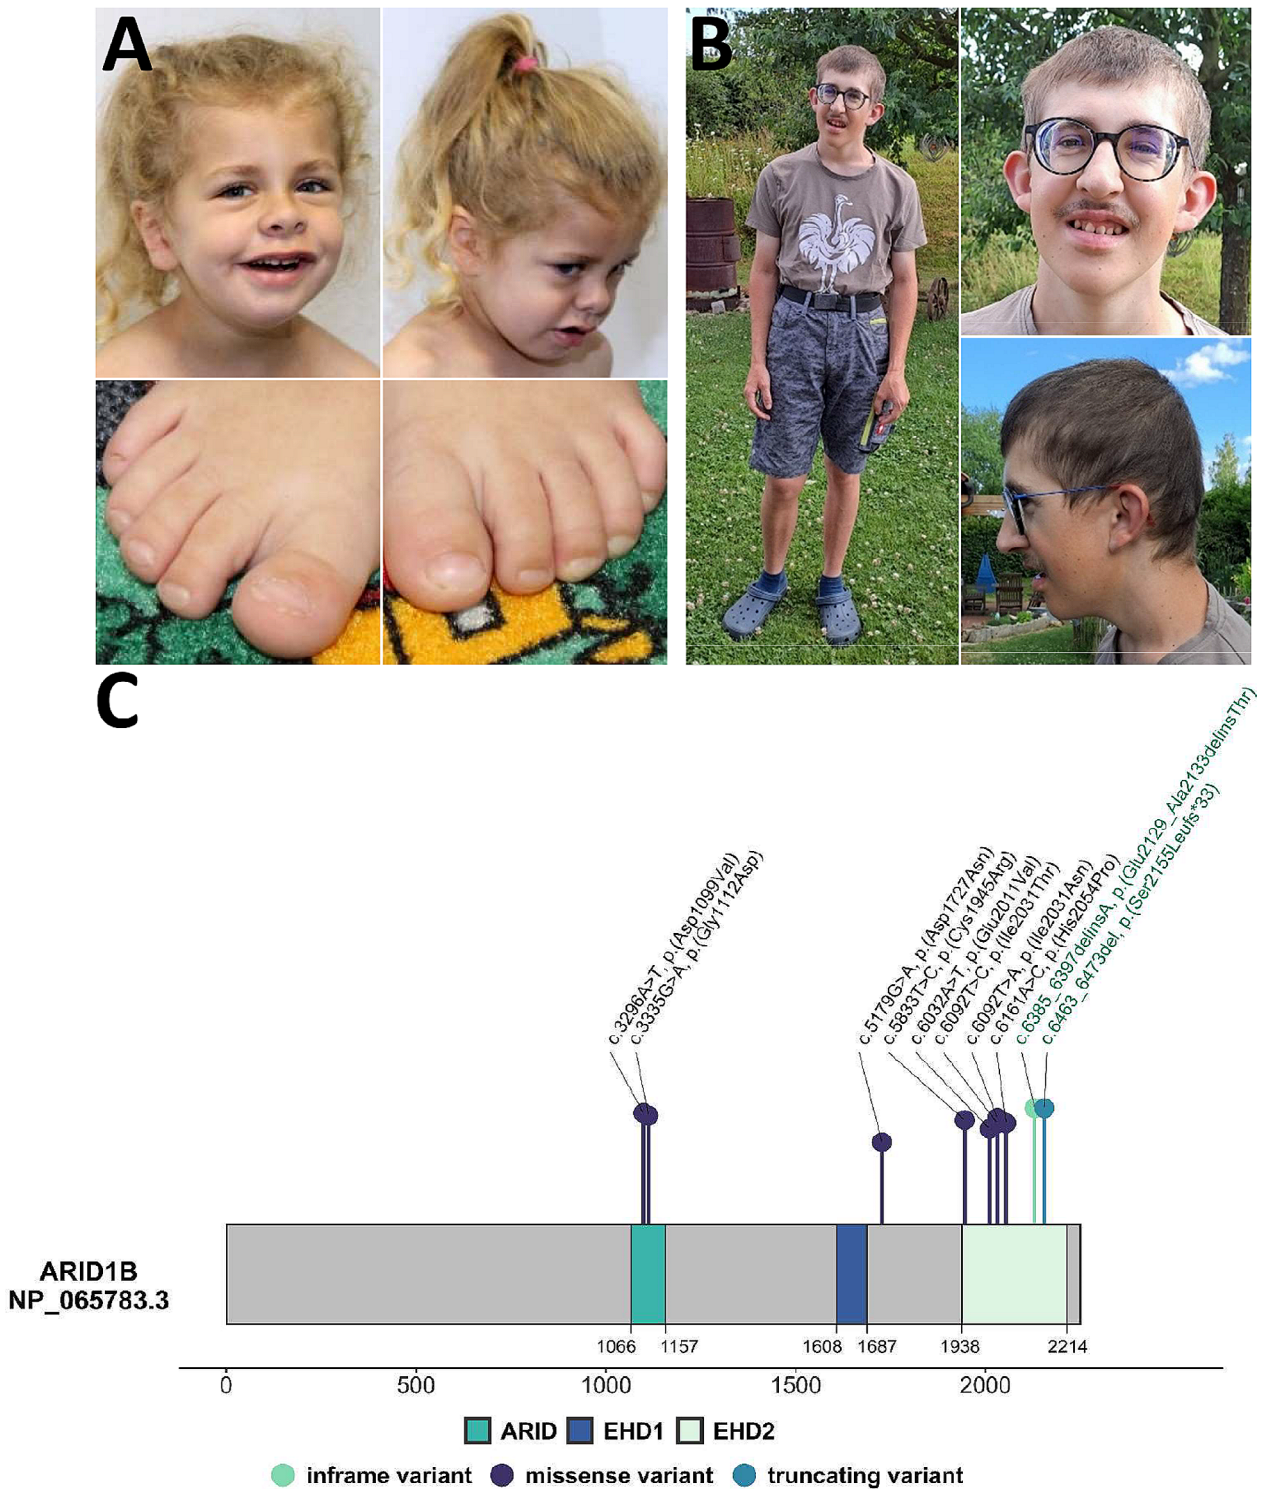 A
B
C
c.3296A>T, p.(Asp1099Val)
c.3335G>A, p.(Gly1112Asp)
c.5179G>A, p.(Asp1727Asn)
c.5833T>C, p.(Cys1945Arg)
c.6032A>T, p.(Glu2011Val)
c.6092T>C, p.(Ile2031Thr)
c.6092T>A, p.(Ile2031Asn)
c.6161A>C, p.(His2054Pro)
c.6385_6397delinsA, p.(Glu2129_Ala2133delinsThr)
c.6463_6473del, p.(Ser2155Leufs*33)
ARID1B
NP_065783.3
1066 1157 1608 1687 1938 2214
0 500 1000 1500 2000
ARID EHD1 EHD2
inframe variant missense variant truncating variant